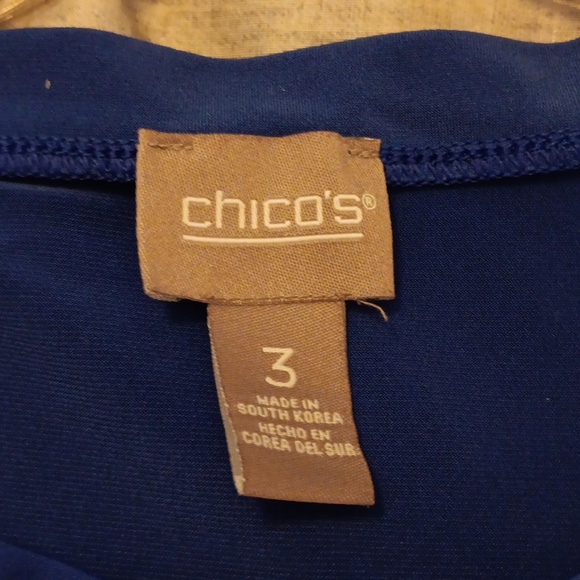 chico's®
3
MADE IN
SOUTH KOREA
HECHO EN
COREA DEL SUR